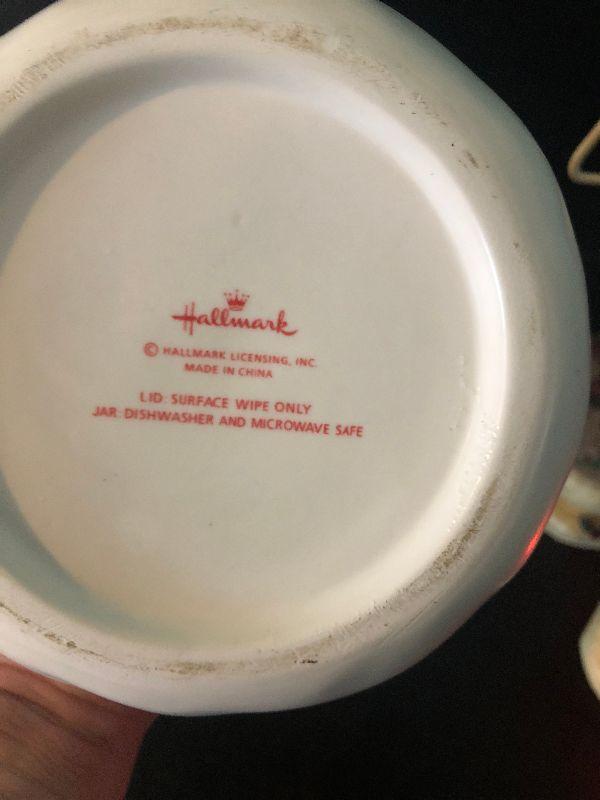 Hallmark
© HALLMARK LICENSING, INC.
MADE IN CHINA
LID: SURFACE WIPE ONLY
JAR: DISHWASHER AND MICROWAVE SAFE